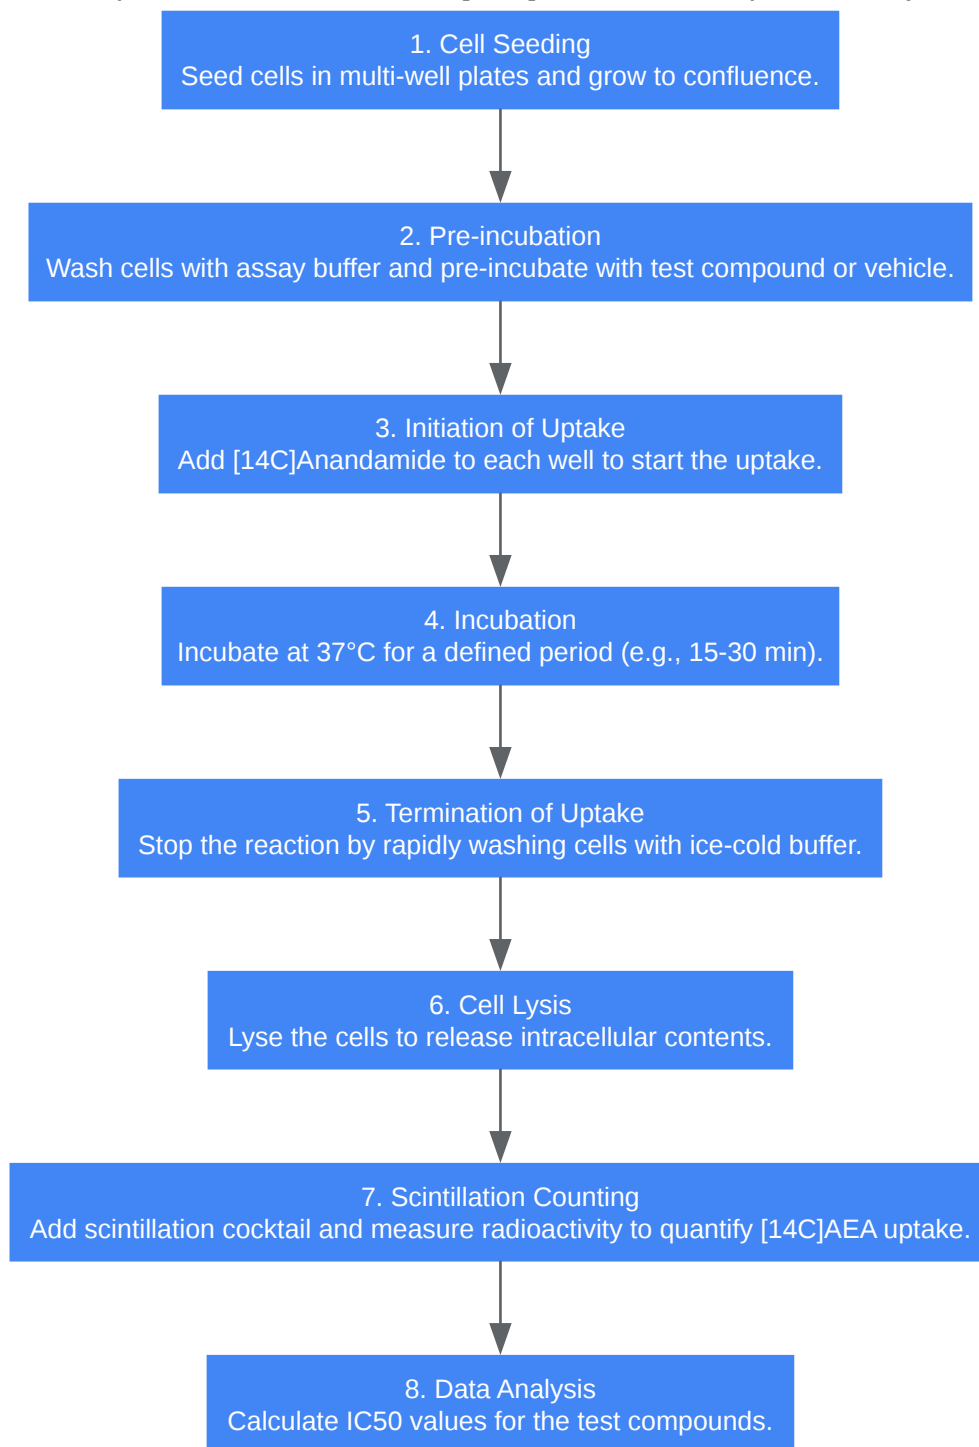 1. Cell Seeding
Seed cells in multi-well plates and grow to confluence.
2. Pre-incubation
Wash cells with assay buffer and pre-incubate with test compound or vehicle.
3. Initiation of Uptake
Add [14C]Anandamide to each well to start the uptake.
4. Incubation
Incubate at 37°C for a defined period (e.g., 15-30 min).
5. Termination of Uptake
Stop the reaction by rapidly washing cells with ice-cold buffer.
6. Cell Lysis
Lyse the cells to release intracellular contents.
7. Scintillation Counting
Add scintillation cocktail and measure radioactivity to quantify [14C]AEA uptake.
8. Data Analysis
Calculate IC50 values for the test compounds.